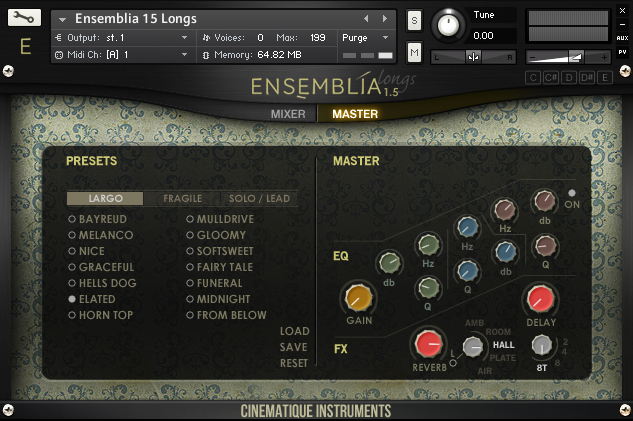 Ensemblia 15 Longs
S
Tune
0.00
Output: st. 1
Voices: 0 Max: 199 Purge
E
Midi Ch: [A] 1
Memory: 64.82 MB
M
L R
- +
AUX
PV
ENSEMBLIA longs
1.5
C C# D D# E
MIXER MASTER
PRESETS
LARGO FRAGILE SOLO / LEAD
BAYREUD MULLDRIVE
MELANCO GLOOMY
NICE SOFTSWEET
GRACEFUL FAIRY TALE
HELLS DOG FUNERAL
ELATED MIDNIGHT
HORN TOP FROM BELOW
LOAD
SAVE
RESET
MASTER
ON
Hz db
Hz
EQ
db Hz db Q
Q Q
GAIN
DELAY
FX
REVERB
L
AMB
ROOM
HALL
PLATE
AIR
2
4
8
8T
CINEMATIQUE INSTRUMENTS